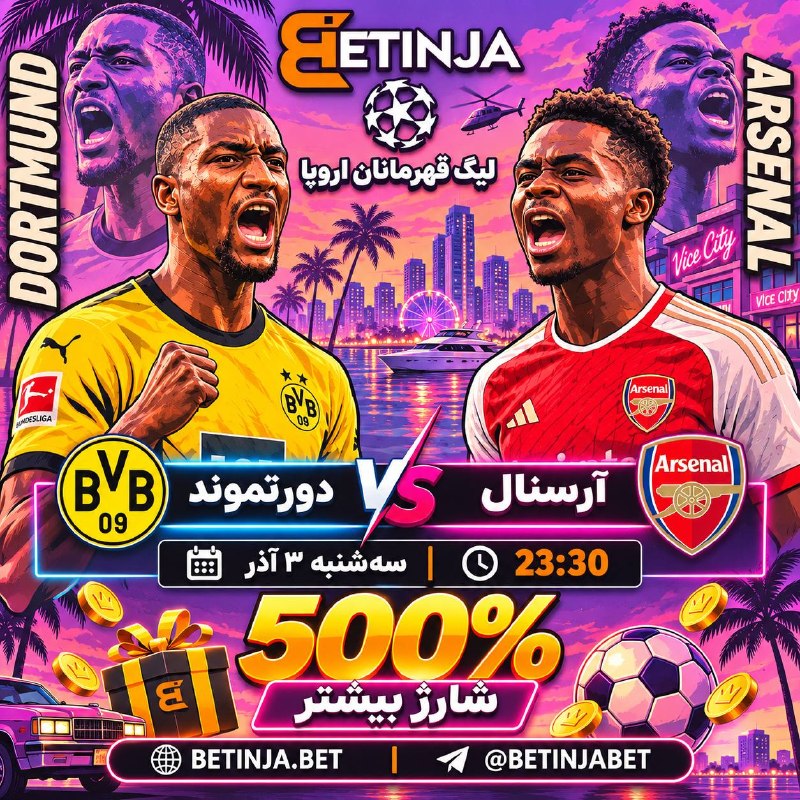 BETINJA
لیگ قهرمانان اروپا
DORTMUND
ARSENAL
Vice City
VICE CITY
BUNDESLIGA
BVB
09
Arsenal
BVB
09
دورتموند
VS
آرسنال
Arsenal
سه‌شنبه ۳ آذر | 23:30
500%
شارژ بیشتر
BETINJA.BET | @BETINJABET